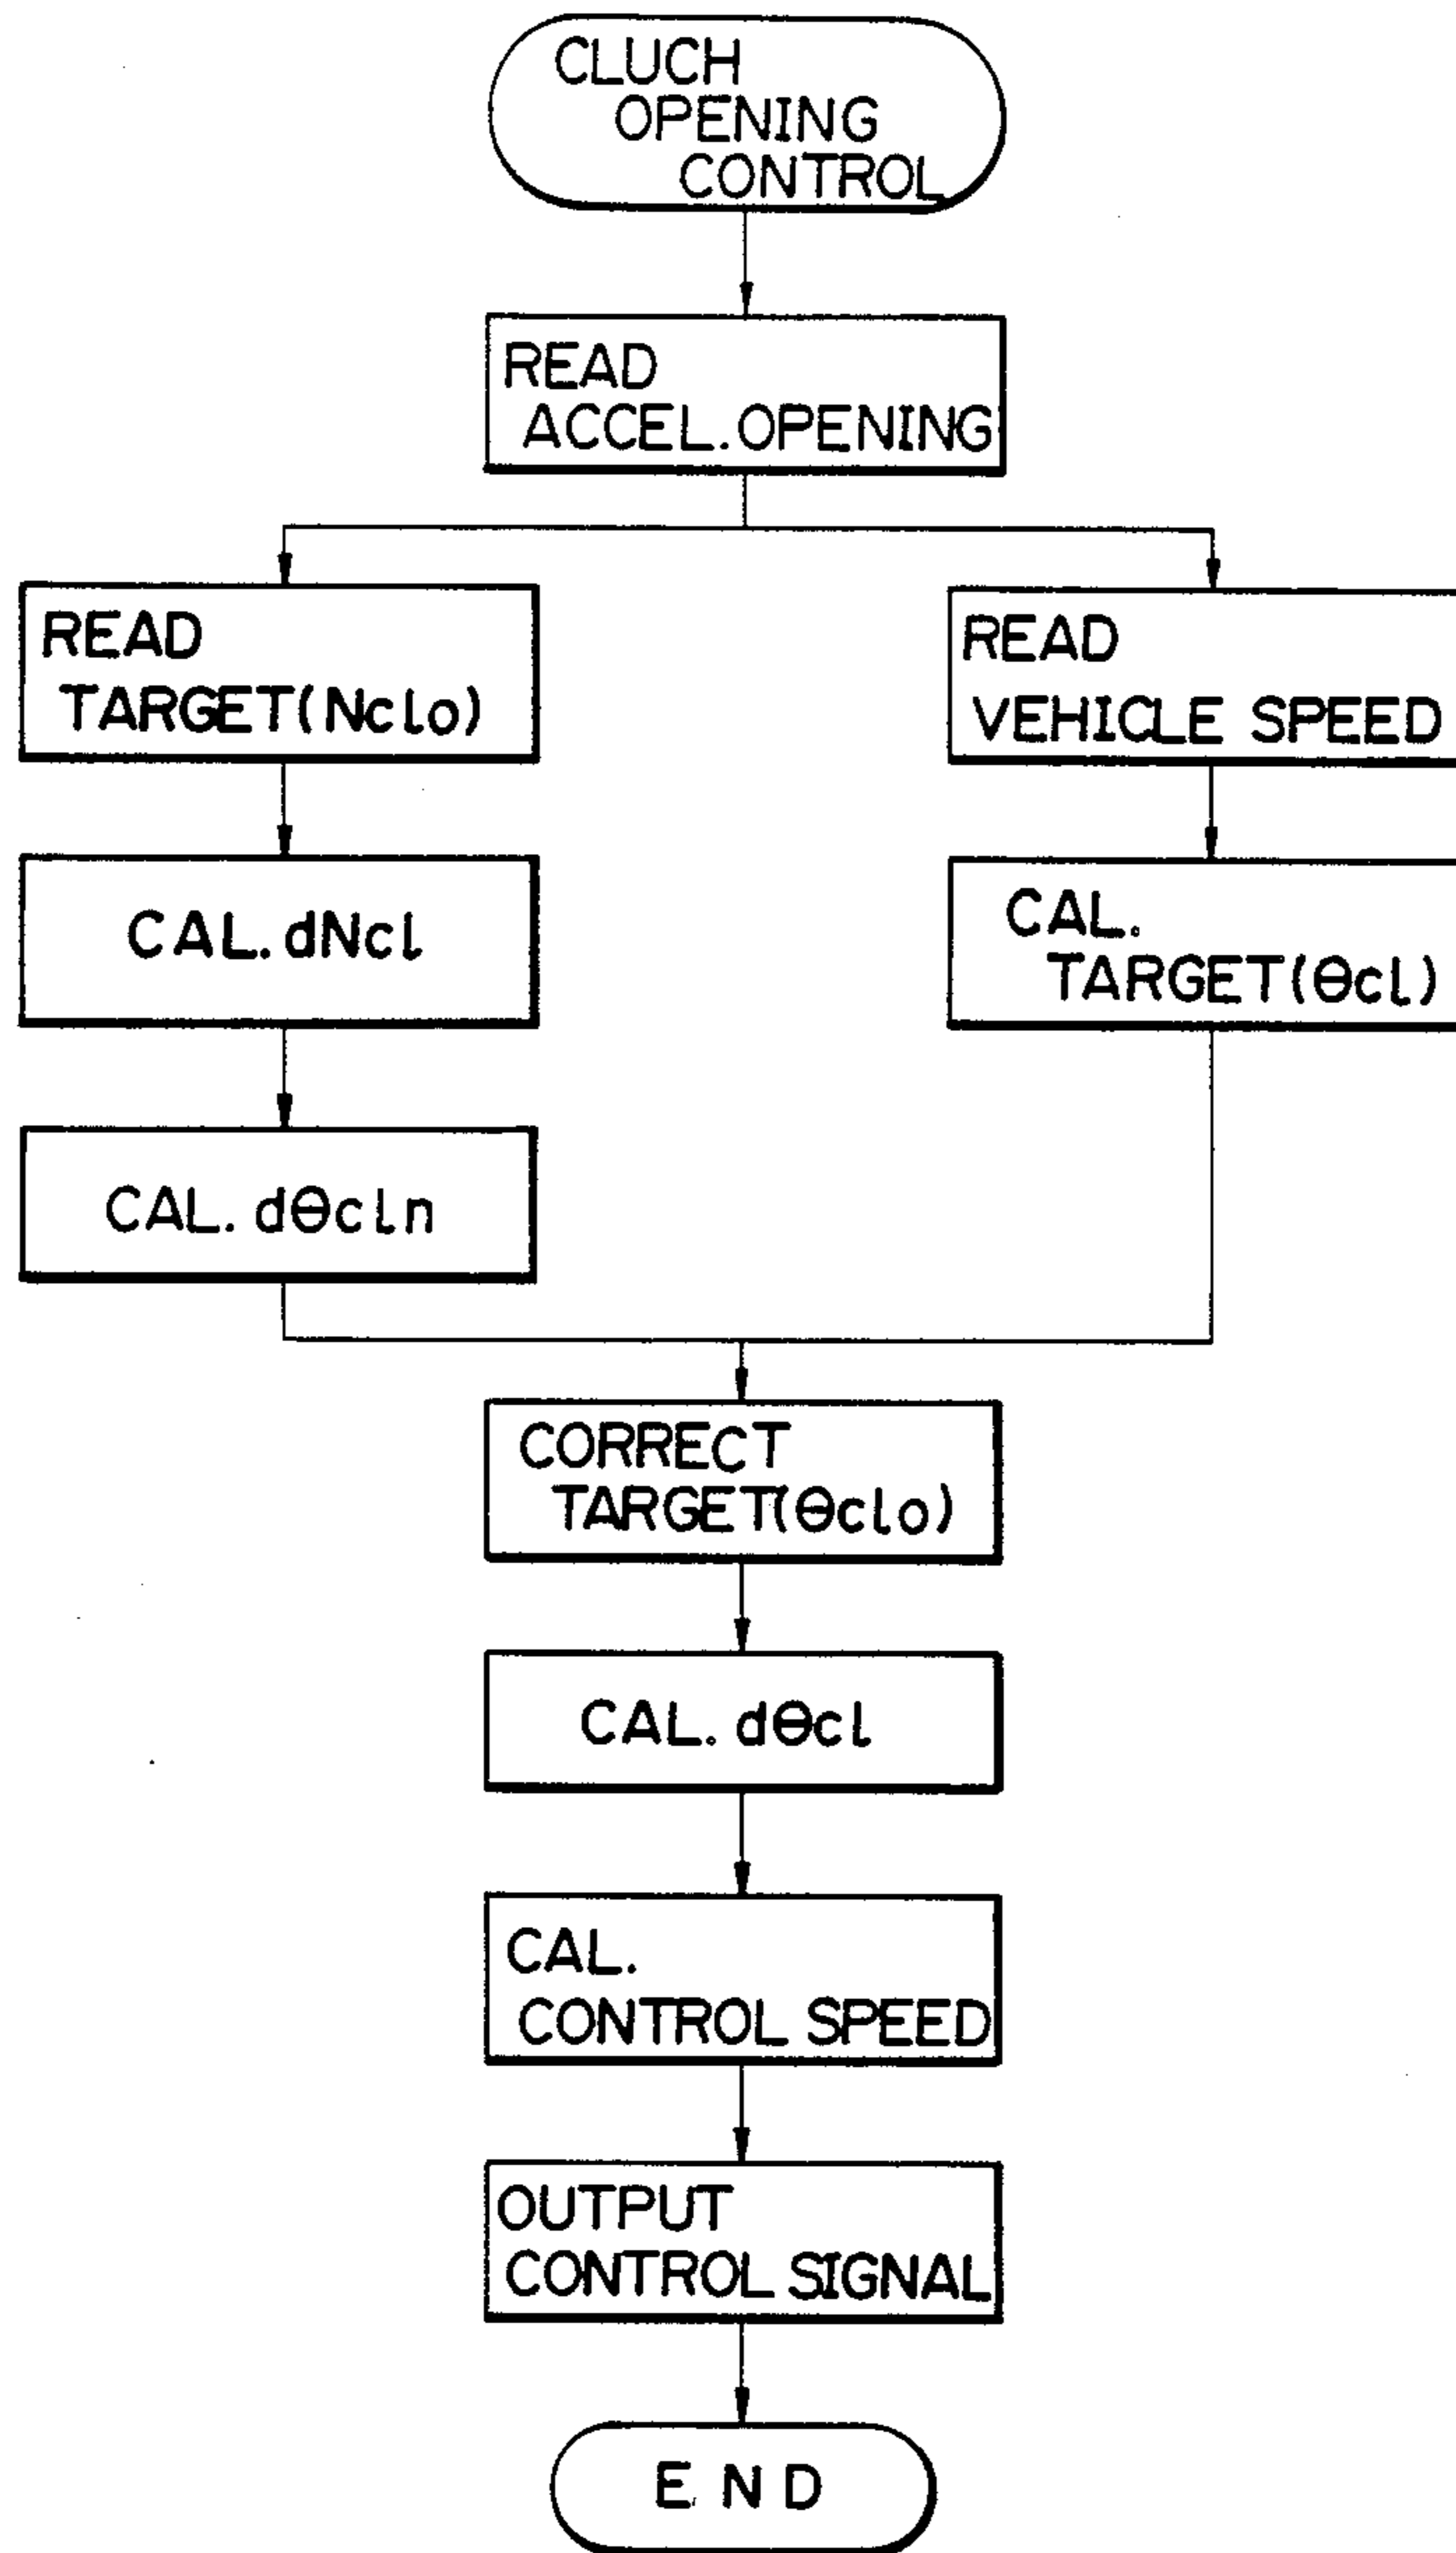 CLUCH
OPENING
CONTROL
READ
ACCEL.OPENING
READ
TARGET(Nclo)
READ
VEHICLE SPEED
CAL.dNcl
CAL.
TARGET(θcl)
CAL.dθcln
CORRECT
TARGET(θclo)
CAL.dθcl
CAL.
CONTROL SPEED
OUTPUT
CONTROL SIGNAL
END